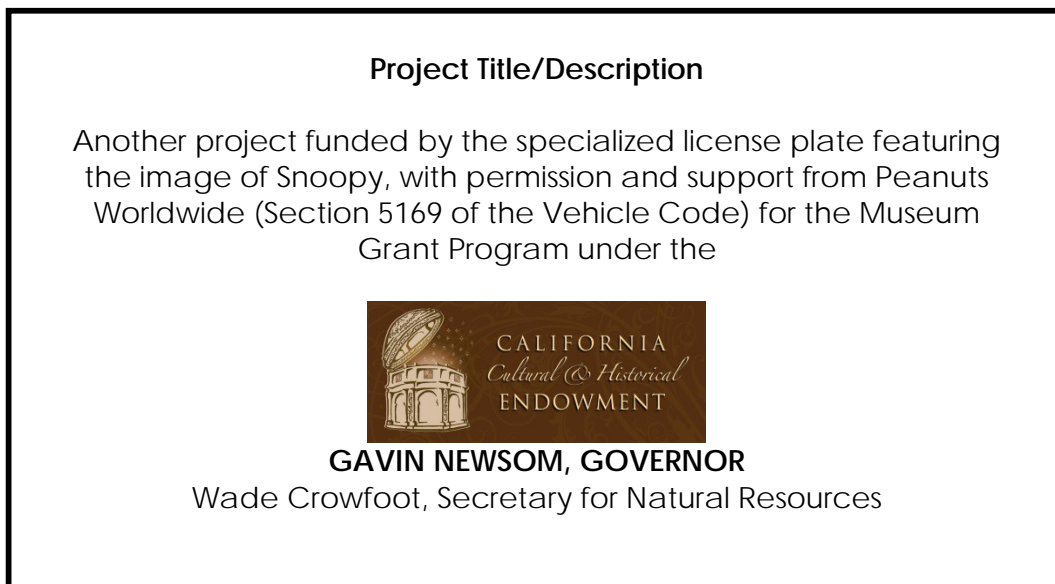 Project Title/Description
Another project funded by the specialized license plate featuring
the image of Snoopy, with permission and support from Peanuts
Worldwide (Section 5169 of the Vehicle Code) for the Museum
Grant Program under the
CALIFORNIA
Cultural & Historical
ENDOWMENT
GAVIN NEWSOM, GOVERNOR
Wade Crowfoot, Secretary for Natural Resources